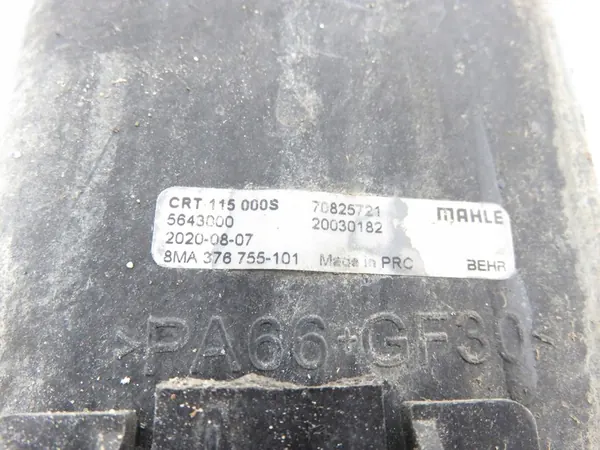 CRT 115 000S 70825721 MAHLE
5643000 20030182
2020-08-07
8MA 376 755-101 Made in PRC BEHR
>PA66+GF30<